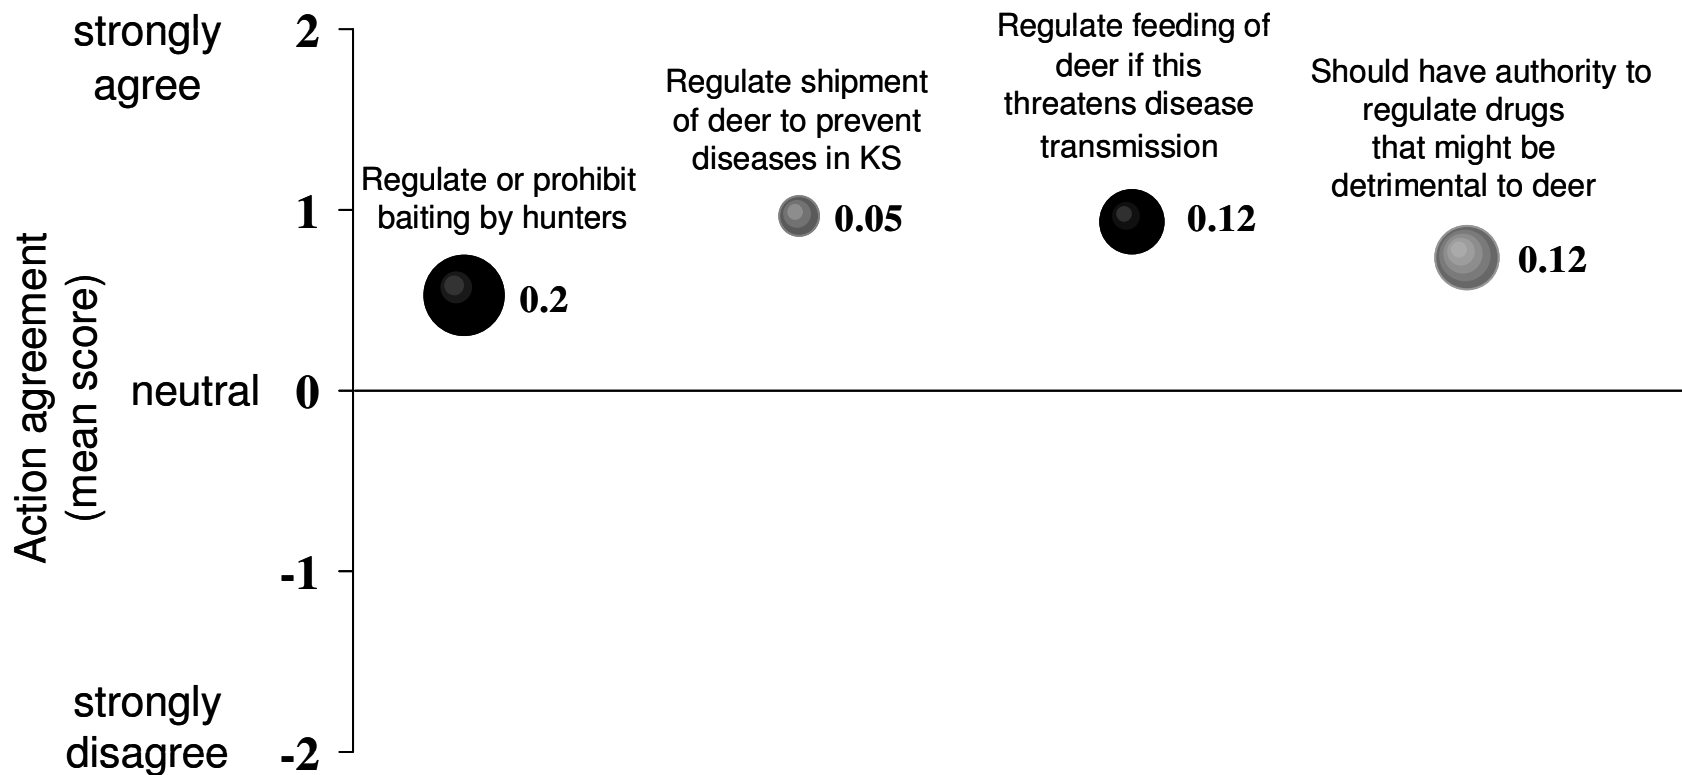 strongly
agree
2
1
neutral
0
-1
strongly
disagree
-2
Action agreement
(mean score)
Regulate or prohibit
baiting by hunters
0.2
Regulate shipment
of deer to prevent
diseases in KS
0.05
Regulate feeding of
deer if this
threatens disease
transmission
0.12
Should have authority to
regulate drugs
that might be
detrimental to deer
0.12